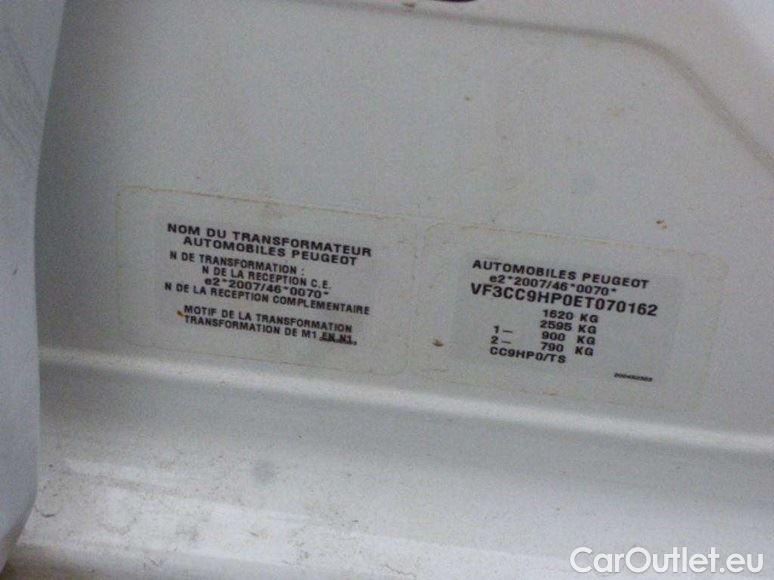 NOM DU TRANSFORMATEUR
AUTOMOBILES PEUGEOT
N DE TRANSFORMATION :
N DE LA RECEPTION C.E.
e2*2007/46*0070*
N DE LA RECEPTION COMPLEMENTAIRE
MOTIF DE LA TRANSFORMATION
TRANSFORMATION DE M1 EN N1.
AUTOMOBILES PEUGEOT
e2*2007/46*0070*
VF3CC9HP0ET070162
1620 KG
2595 KG
1- 900 KG
2- 790 KG
CC9HP0/TS
CarOutlet.eu